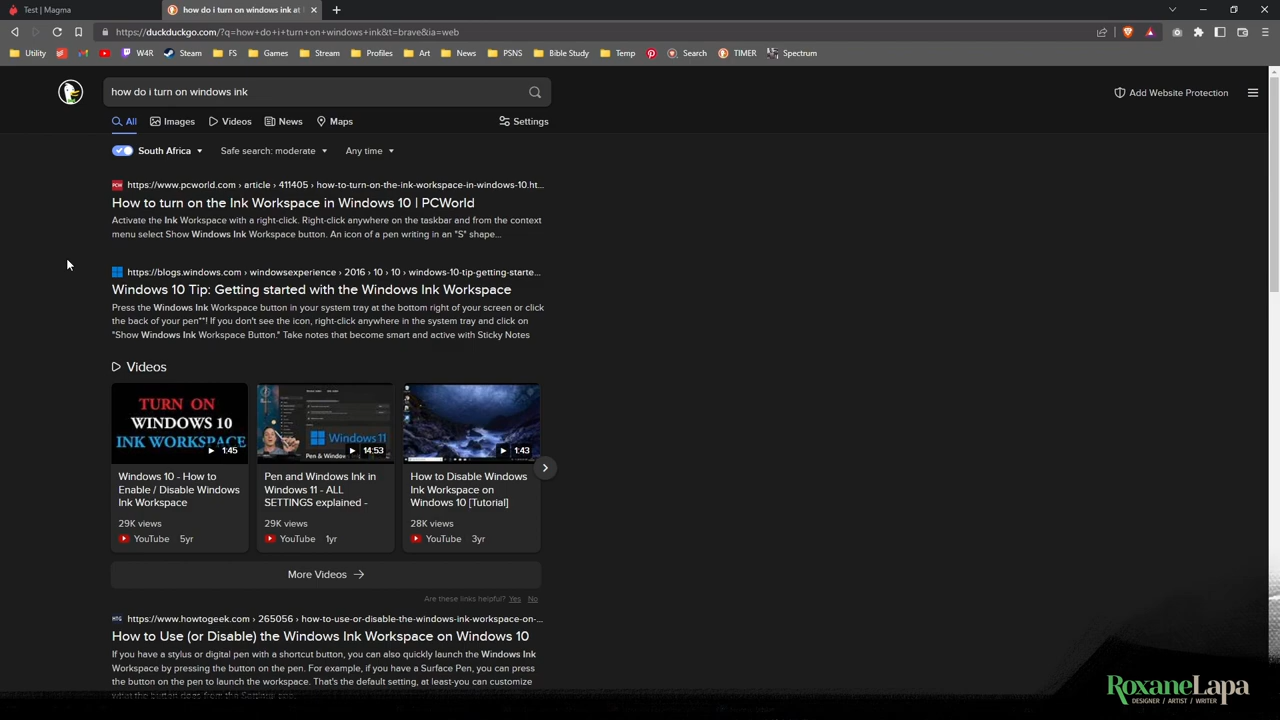 Test | Magma
how do i turn on windows ink at
https://duckduckgo.com/?q=how+do+i+turn+on+windows+ink&t=brave&ia=web
Utility
W4R
Steam
FS
Games
Stream
Profiles
Art
News
PSNS
Bible Study
Temp
Search
TIMER
Spectrum
how do i turn on windows ink
Add Website Protection
All
Images
Videos
News
Maps
Settings
South Africa
Safe search: moderate
Any time
https://www.pcworld.com › article › 411405 › how-to-turn-on-the-ink-workspace-in-windows-10.ht...
How to turn on the Ink Workspace in Windows 10 | PCWorld
Activate the Ink Workspace with a right-click. Right-click anywhere on the taskbar and from the context
menu select Show Windows Ink Workspace button. An icon of a pen writing in an "S" shape...
https://blogs.windows.com › windowsexperience › 2016 › 10 › 10 › windows-10-tip-getting-starte...
Windows 10 Tip: Getting started with the Windows Ink Workspace
Press the Windows Ink Workspace button in your system tray at the bottom right of your screen or click
the back of your pen**! If you don't see the icon, right-click anywhere in the system tray and click on
"Show Windows Ink Workspace Button." Take notes that become smart and active with Sticky Notes
Videos
TURN ON
WINDOWS 10
INK WORKSPACE
1:45
Windows 11
Pen & Window
14:53
1:43
Windows 10 - How to
Enable / Disable Windows
Ink Workspace
29K views
YouTube 5yr
Pen and Windows Ink in
Windows 11 - ALL
SETTINGS explained -
29K views
YouTube 1yr
How to Disable Windows
Ink Workspace on
Windows 10 [Tutorial]
28K views
YouTube 3yr
More Videos
Are these links helpful? Yes No
https://www.howtogeek.com › 265056 › how-to-use-or-disable-the-windows-ink-workspace-on-...
How to Use (or Disable) the Windows Ink Workspace on Windows 10
If you have a stylus or digital pen with a shortcut button, you can also quickly launch the Windows Ink
Workspace by pressing the button on the pen. For example, if you have a Surface Pen, you can press
the button on the pen to launch the workspace. That's the default setting, at least-you can customize
RoxaneLapa
DESIGNER / ARTIST / WRITER